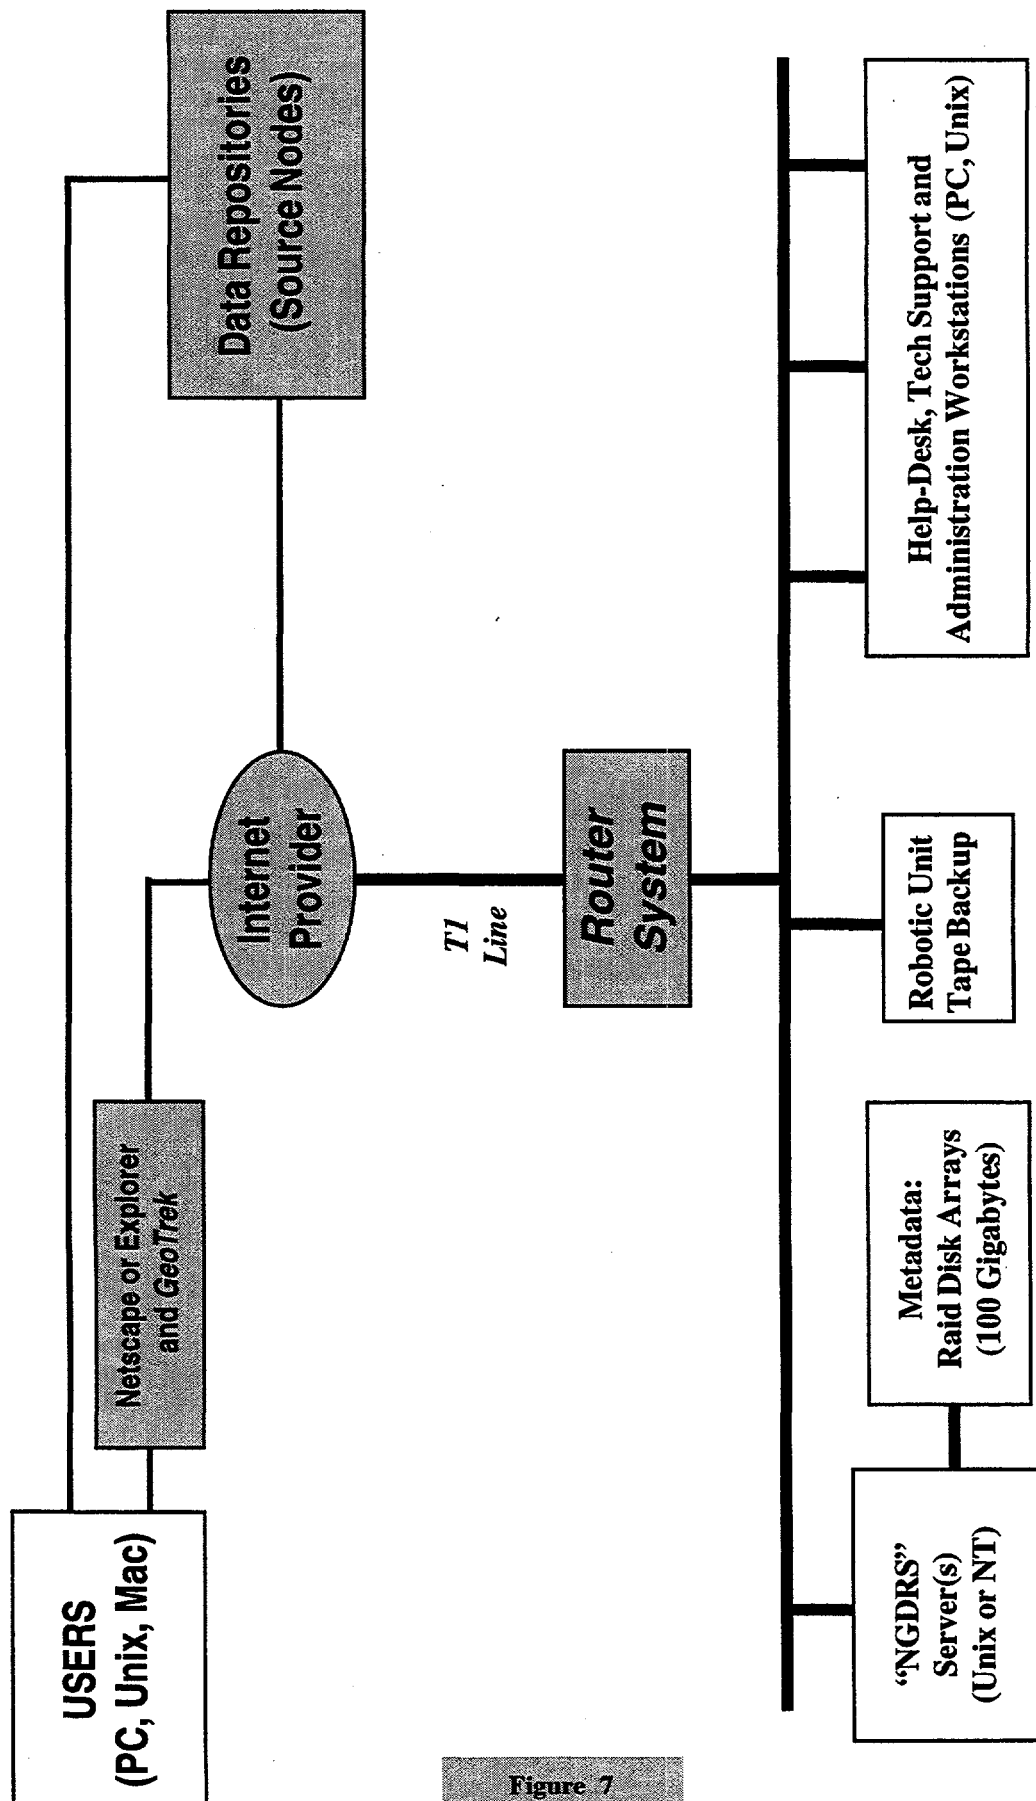 USERS
(PC, Unix, Mac)
Netscape or Explorer
and GeoTrek
Data Repositories
(Source Nodes)
Internet
Provider
T1
Line
Router
System
“NGDRS”
Server(s)
(Unix or NT)
Metadata:
Raid Disk Arrays
(100 Gigabytes)
Robotic Unit
Tape Backup
Help-Desk, Tech Support and
Administration Workstations (PC, Unix)
Figure 7